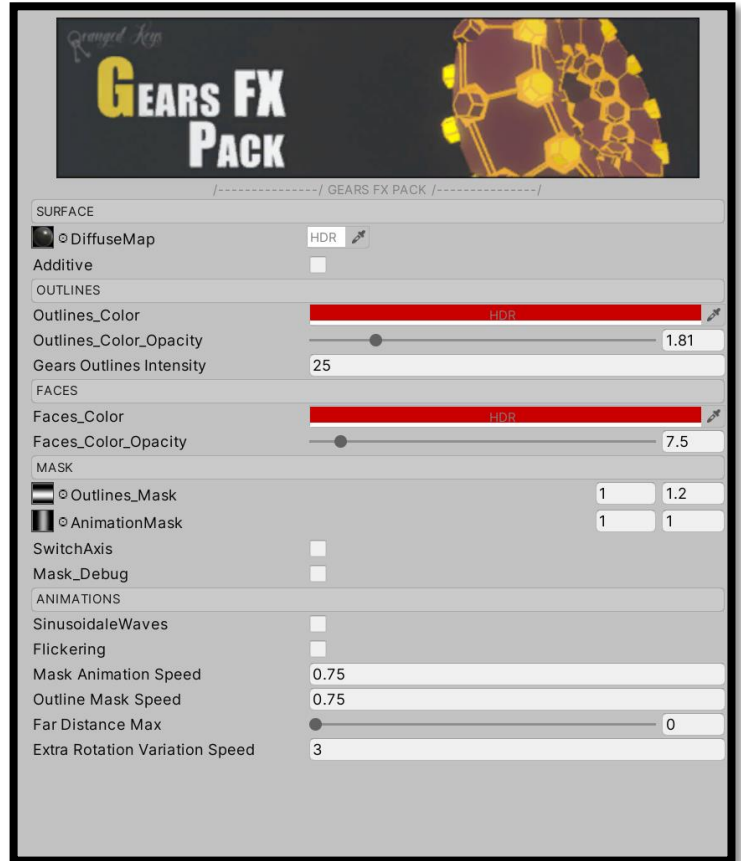 Oranged Keys
GEARS FX
PACK
/---------------/ GEARS FX PACK /---------------/
SURFACE
DiffuseMap HDR
Additive
OUTLINES
Outlines_Color HDR
Outlines_Color_Opacity 1.81
Gears Outlines Intensity 25
FACES
Faces_Color HDR
Faces_Color_Opacity 7.5
MASK
Outlines_Mask 1 1.2
AnimationMask 1 1
SwitchAxis
Mask_Debug
ANIMATIONS
SinusoidaleWaves
Flickering
Mask Animation Speed 0.75
Outline Mask Speed 0.75
Far Distance Max 0
Extra Rotation Variation Speed 3